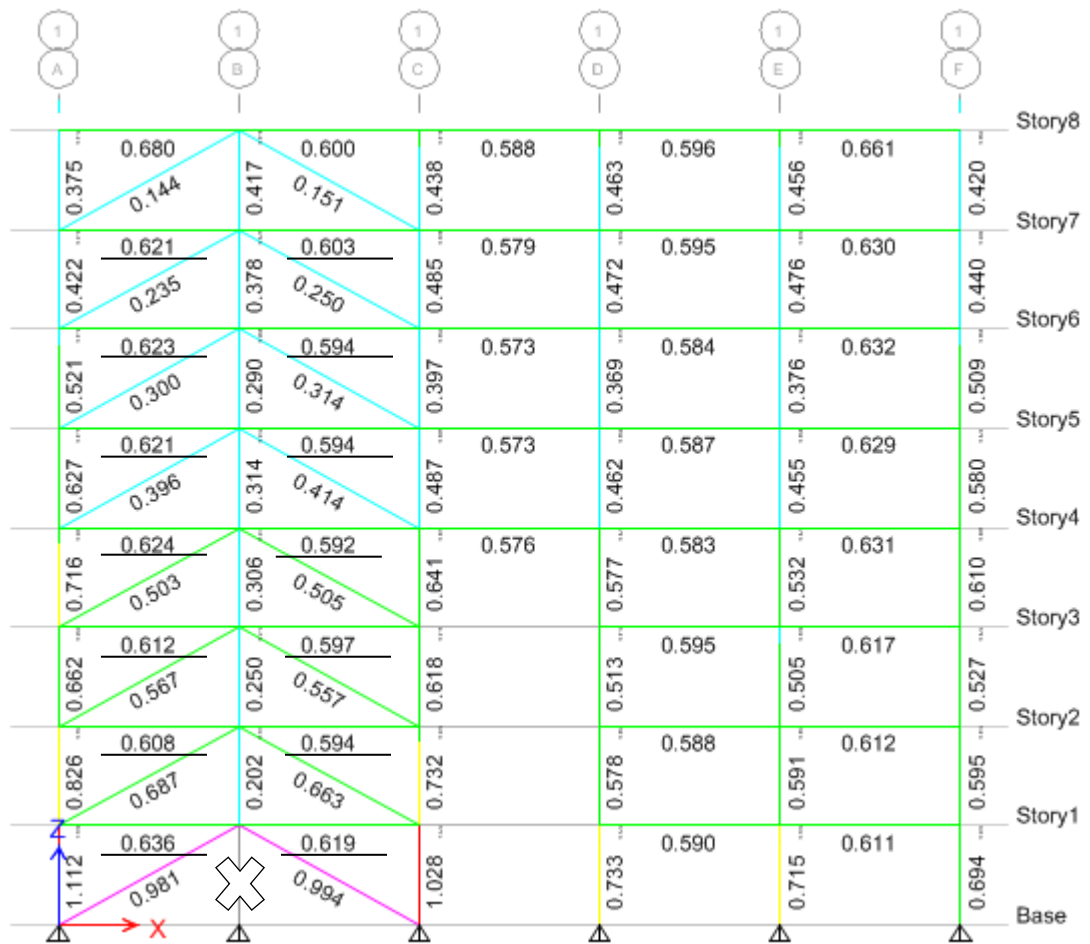 1 1 1 1 1 1
A B C D E F
Story8
0.680 0.600 0.588 0.596 0.661
0.375 0.144 0.417 0.151 0.438 0.463 0.456 0.420
Story7
0.621 0.603 0.579 0.595 0.630
0.422 0.235 0.378 0.250 0.485 0.472 0.476 0.440
Story6
0.623 0.594 0.573 0.584 0.632
0.521 0.300 0.290 0.314 0.397 0.369 0.376 0.509
Story5
0.621 0.594 0.573 0.587 0.629
0.627 0.396 0.314 0.414 0.487 0.462 0.455 0.580
Story4
0.624 0.592 0.576 0.583 0.631
0.716 0.503 0.306 0.505 0.641 0.577 0.532 0.610
Story3
0.612 0.597 0.595 0.617
0.662 0.567 0.250 0.557 0.618 0.513 0.505 0.527
Story2
0.608 0.594 0.588 0.612
0.826 0.687 0.202 0.663 0.732 0.578 0.591 0.595
Z Story1
0.636 0.619 0.590 0.611
1.112 0.981 0.994 1.028 0.733 0.715 0.694
X Base